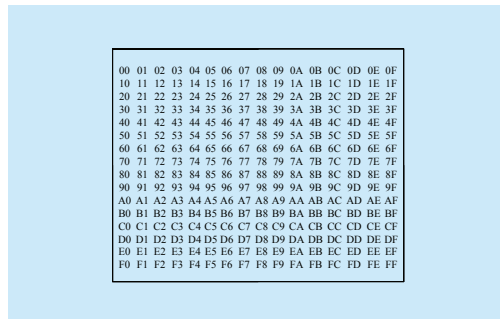 00 01 02 03 04 05 06 07 08 09 0A 0B 0C 0D 0E 0F
10 11 12 13 14 15 16 17 18 19 1A 1B 1C 1D 1E 1F
20 21 22 23 24 25 26 27 28 29 2A 2B 2C 2D 2E 2F
30 31 32 33 34 35 36 37 38 39 3A 3B 3C 3D 3E 3F
40 41 42 43 44 45 46 47 48 49 4A 4B 4C 4D 4E 4F
50 51 52 53 54 55 56 57 58 59 5A 5B 5C 5D 5E 5F
60 61 62 63 64 65 66 67 68 69 6A 6B 6C 6D 6E 6F
70 71 72 73 74 75 76 77 78 79 7A 7B 7C 7D 7E 7F
80 81 82 83 84 85 86 87 88 89 8A 8B 8C 8D 8E 8F
90 91 92 93 94 95 96 97 98 99 9A 9B 9C 9D 9E 9F
A0 A1 A2 A3 A4 A5 A6 A7 A8 A9 AA AB AC AD AE AF
B0 B1 B2 B3 B4 B5 B6 B7 B8 B9 BA BB BC BD BE BF
C0 C1 C2 C3 C4 C5 C6 C7 C8 C9 CA CB CC CD CE CF
D0 D1 D2 D3 D4 D5 D6 D7 D8 D9 DA DB DC DD DE DF
E0 E1 E2 E3 E4 E5 E6 E7 E8 E9 EA EB EC ED EE EF
F0 F1 F2 F3 F4 F5 F6 F7 F8 F9 FA FB FC FD FE FF